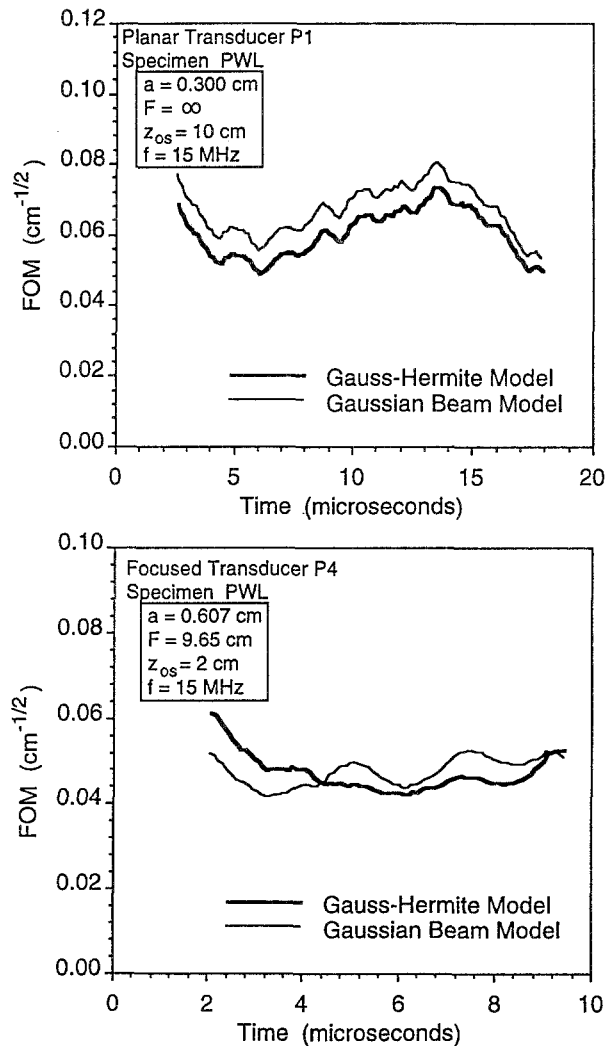 0.12
0.10
0.08
0.06
0.04
0.02
0.00
FOM (cm-1/2)
Planar Transducer P1
Specimen PWL
a = 0.300 cm
F = ∞
zos = 10 cm
f = 15 MHz
Gauss-Hermite Model
Gaussian Beam Model
0 5 10 15 20
Time (microseconds)
0.10
0.08
0.06
0.04
0.02
0.00
FOM (cm-1/2)
Focused Transducer P4
Specimen PWL
a = 0.607 cm
F = 9.65 cm
zos = 2 cm
f = 15 MHz
Gauss-Hermite Model
Gaussian Beam Model
0 2 4 6 8 10
Time (microseconds)